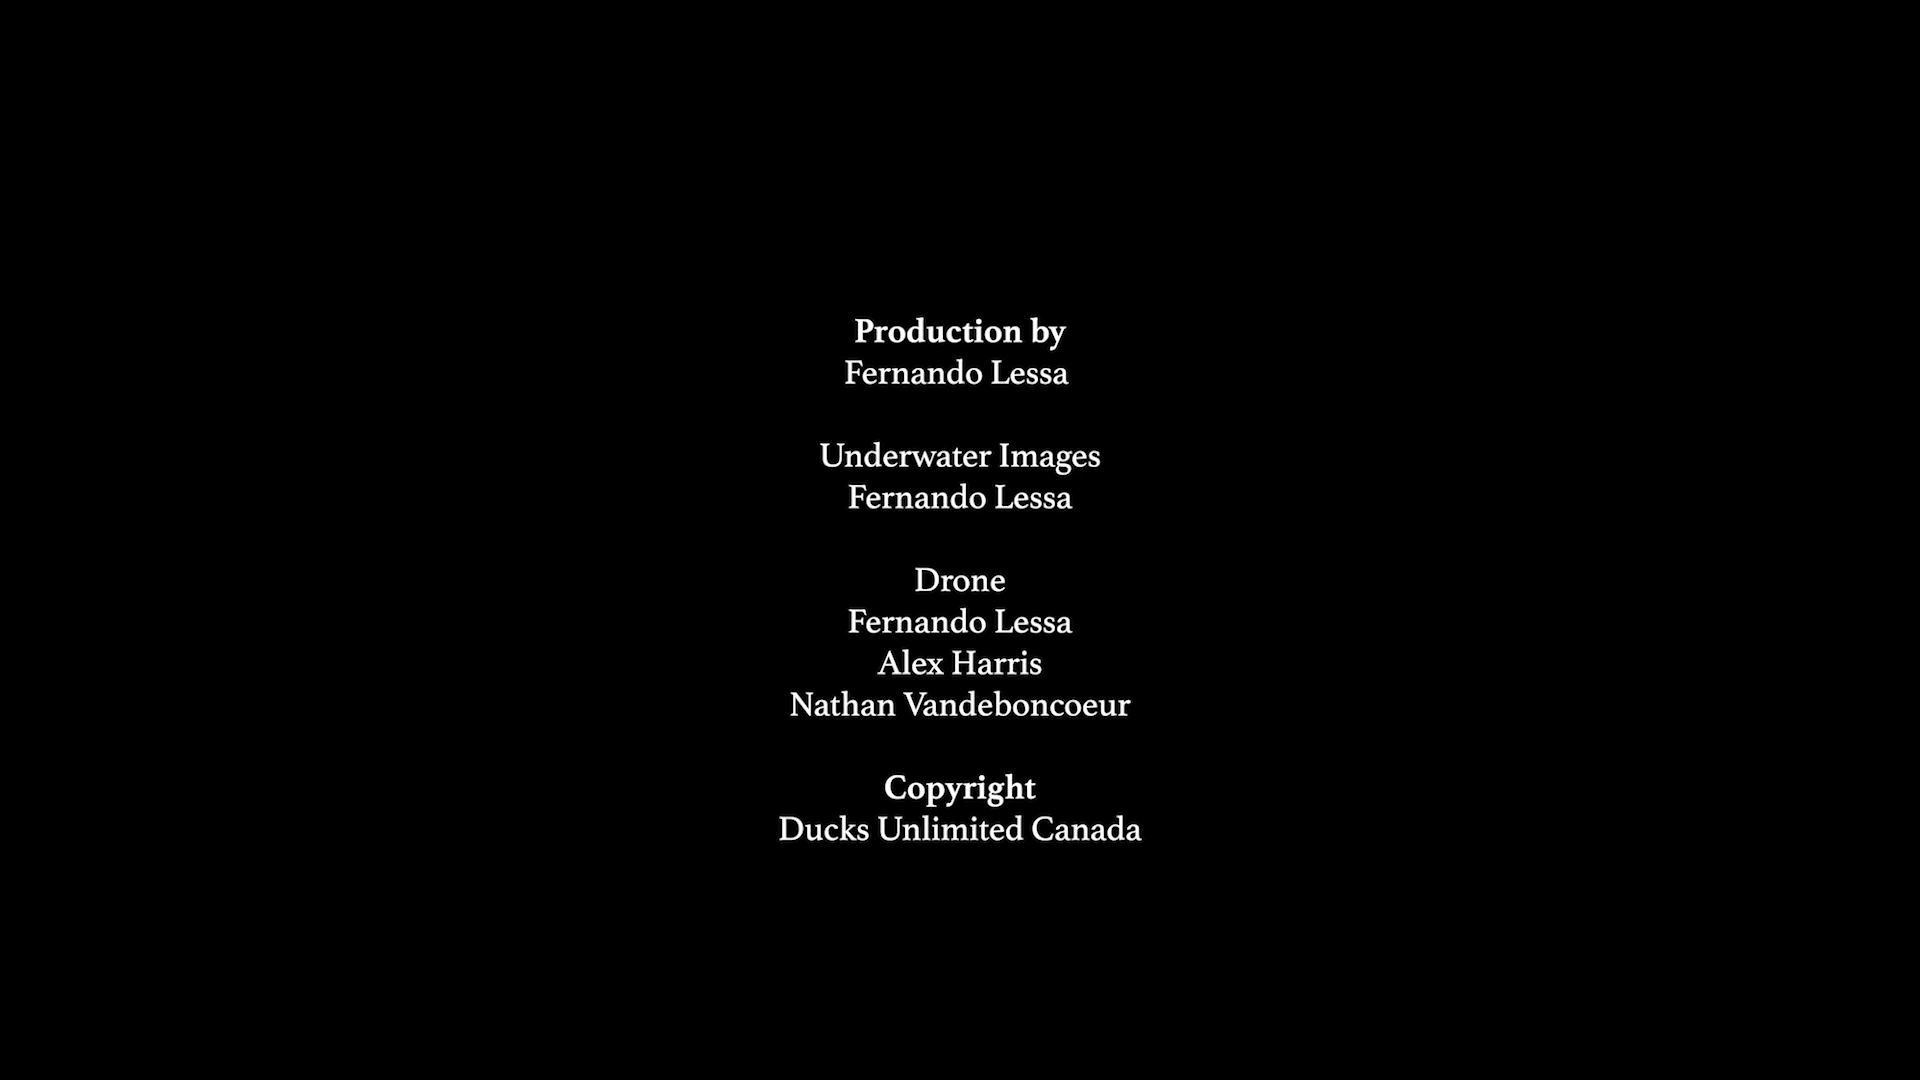 Production by
Fernando Lessa
Underwater Images
Fernando Lessa
Drone
Fernando Lessa
Alex Harris
Nathan Vandeboncoeur
Copyright
Ducks Unlimited Canada